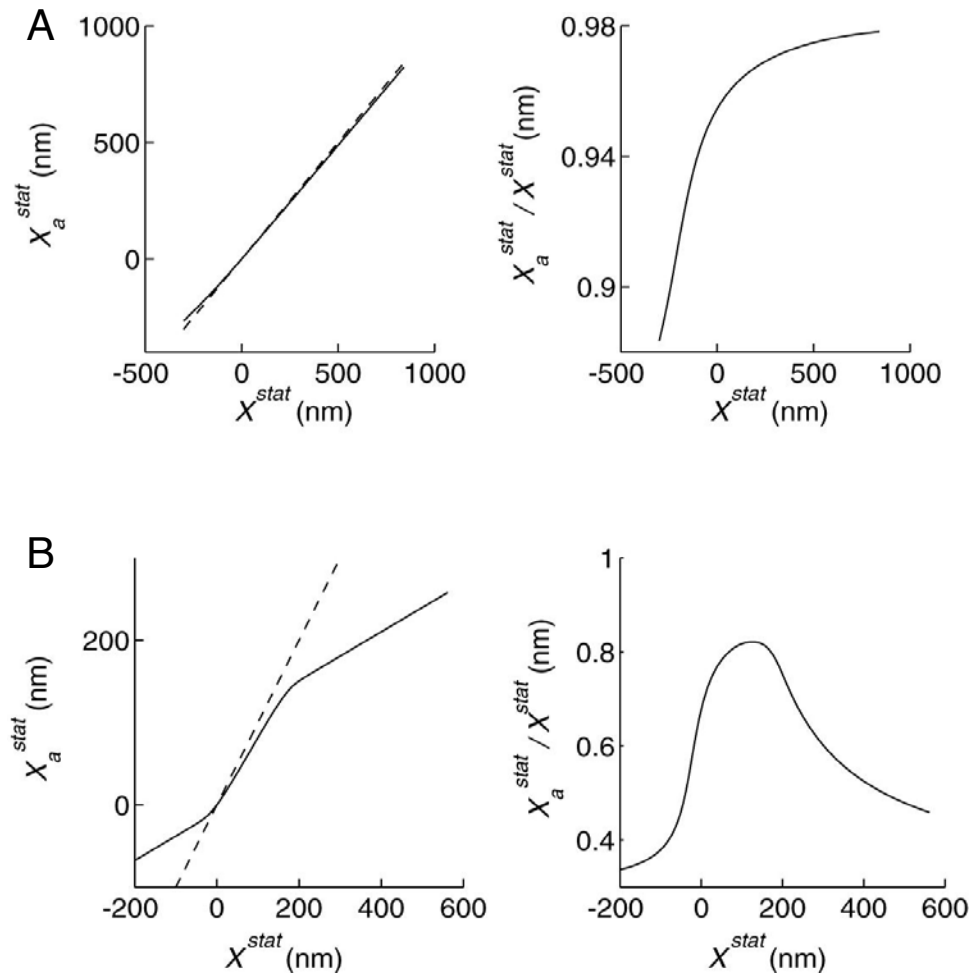 A
1000
500
0
-500 0 500 1000
X_a^stat (nm)
X^stat (nm)
0.98
0.94
0.9
-500 0 500 1000
X_a^stat / X^stat (nm)
X^stat (nm)
B
200
0
-200 0 200 400 600
X_a^stat (nm)
X^stat (nm)
1
0.8
0.6
0.4
-200 0 200 400 600
X_a^stat / X^stat (nm)
X^stat (nm)